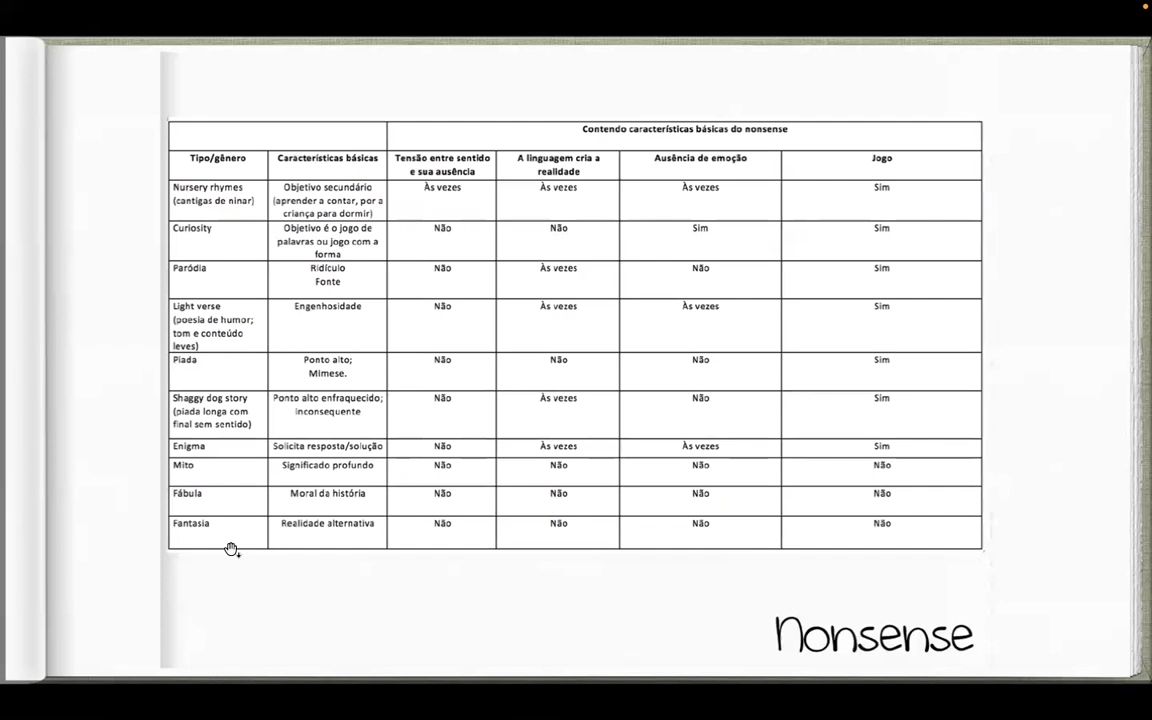 Contendo características básicas do nonsense
Tipo/gênero Características básicas Tensão entre sentido e sua ausência A linguagem cria a realidade Ausência de emoção Jogo
Nursery rhymes (cantigas de ninar) Objetivo secundário (aprender a contar, por a criança para dormir) Às vezes Às vezes Às vezes Sim
Curiosity Objetivo é o jogo de palavras ou jogo com a forma Não Não Sim Sim
Paródia Ridículo Fonte Não Às vezes Não Sim
Light verse (poesia de humor; tom e conteúdo leves) Engenhosidade Não Às vezes Às vezes Sim
Piada Ponto alto; Mimese. Não Não Não Sim
Shaggy dog story (piada longa com final sem sentido) Ponto alto enfraquecido; inconsequente Não Às vezes Não Sim
Enigma Solicita resposta/solução Não Às vezes Às vezes Sim
Mito Significado profundo Não Não Não Não
Fábula Moral da história Não Não Não Não
Fantasia Realidade alternativa Não Não Não Não
Nonsense